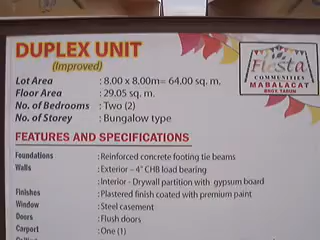 DUPLEX UNIT
(Improved)
Fiesta
COMMUNITIES
MABALACAT
BRGY. TABUN
Lot Area : 8.00 x 8.00m= 64.00 sq. m.
Floor Area : 29.05 sq. m.
No. of Bedrooms : Two (2)
No. of Storey : Bungalow type
FEATURES AND SPECIFICATIONS
Foundations : Reinforced concrete footing tie beams
Walls : Exterior – 4" CHB load bearing
: Interior - Drywall partition with gypsum board
Finishes : Plastered finish coated with premium paint
Window : Steel casement
Doors : Flush doors
Carport : One (1)